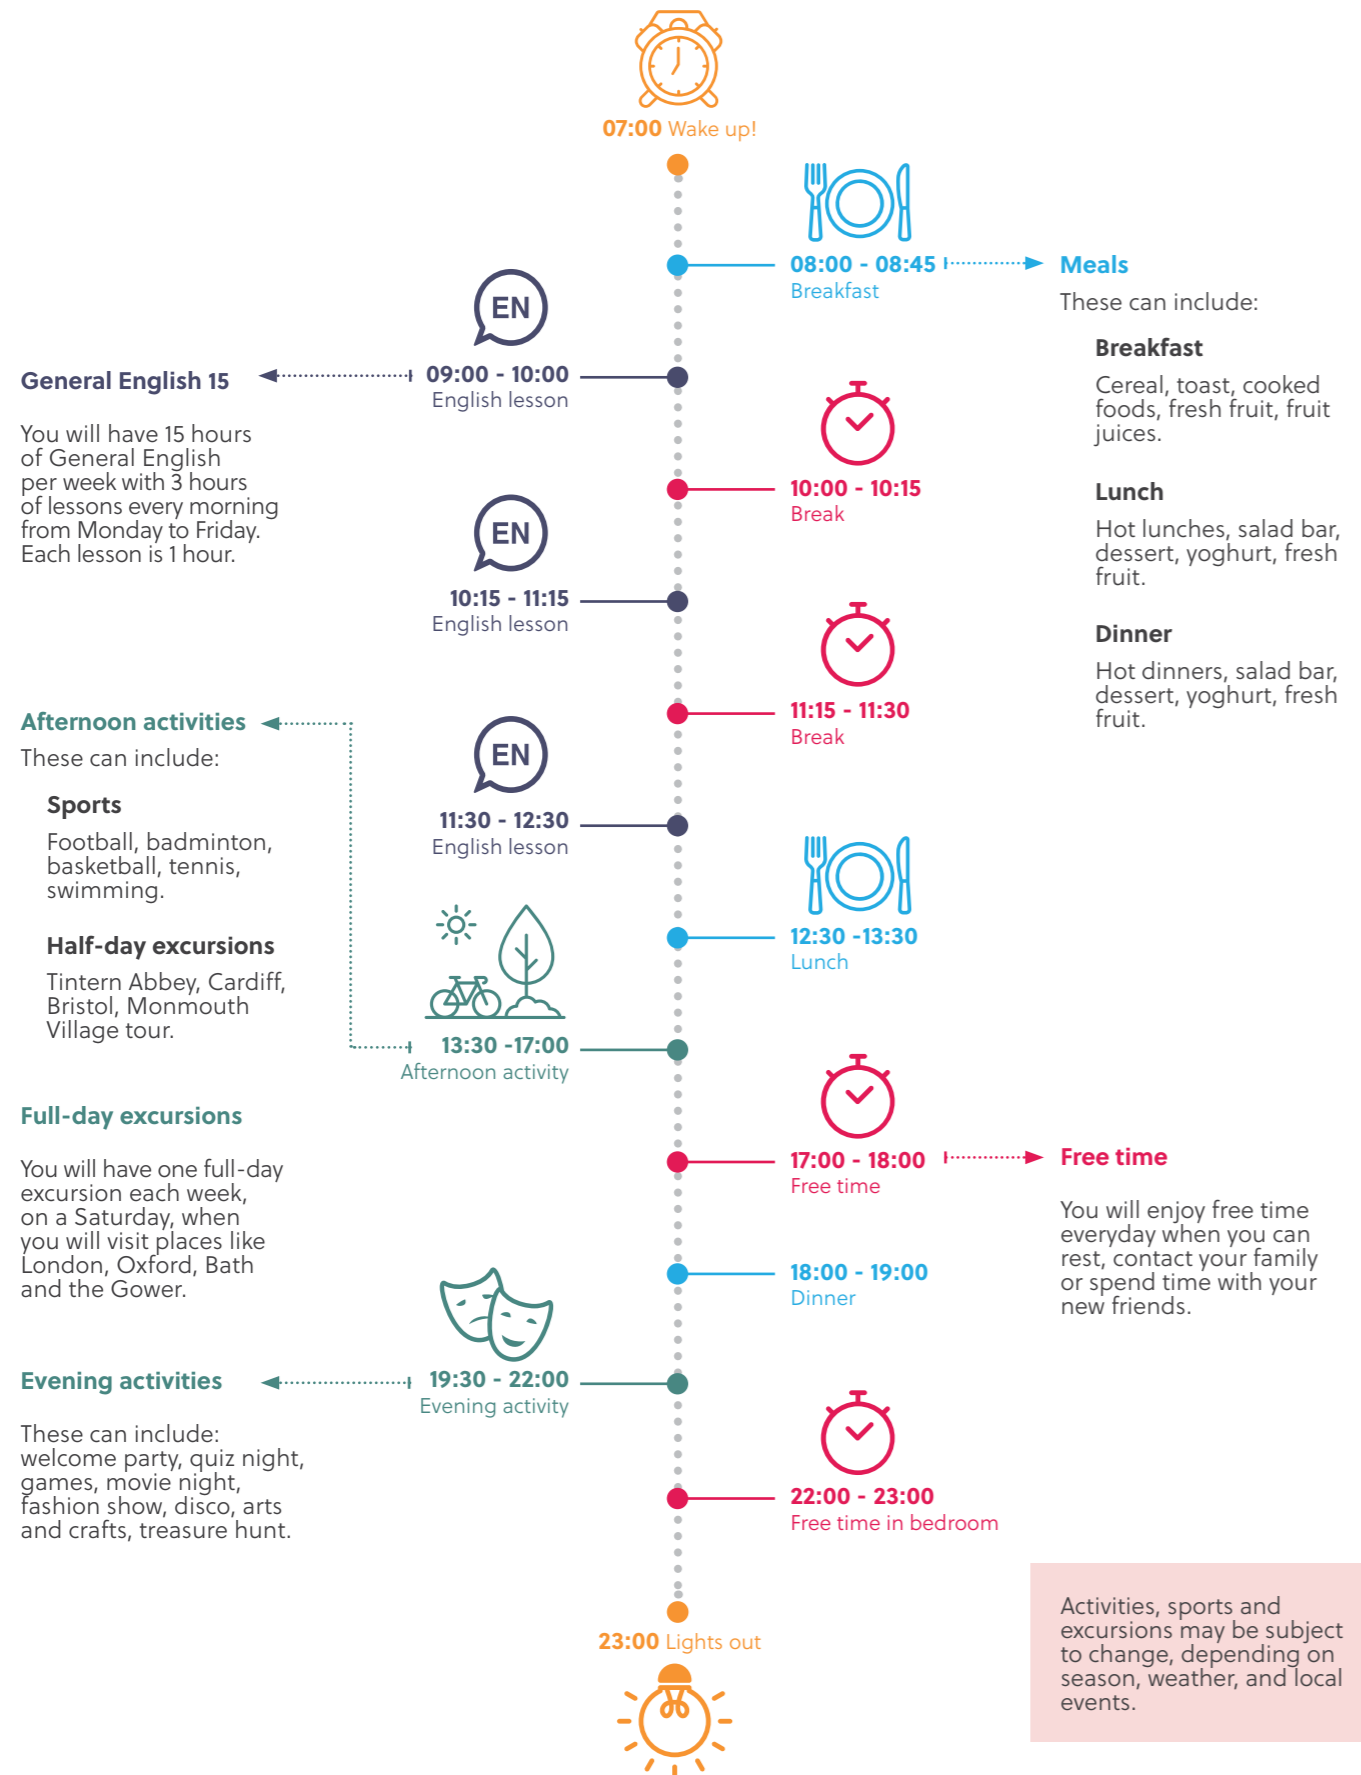 07:00 Wake up!
08:00 - 08:45
Breakfast
Meals
These can include:
Breakfast
Cereal, toast, cooked
foods, fresh fruit, fruit
juices.
Lunch
Hot lunches, salad bar,
dessert, yoghurt, fresh
fruit.
Dinner
Hot dinners, salad bar,
dessert, yoghurt, fresh
fruit.
EN
09:00 - 10:00
English lesson
General English 15
You will have 15 hours
of General English
per week with 3 hours
of lessons every morning
from Monday to Friday.
Each lesson is 1 hour.
10:00 - 10:15
Break
EN
10:15 - 11:15
English lesson
11:15 - 11:30
Break
EN
11:30 - 12:30
English lesson
12:30 -13:30
Lunch
13:30 -17:00
Afternoon activity
Afternoon activities
These can include:
Sports
Football, badminton,
basketball, tennis,
swimming.
Half-day excursions
Tintern Abbey, Cardiff,
Bristol, Monmouth
Village tour.
Full-day excursions
You will have one full-day
excursion each week,
on a Saturday, when
you will visit places like
London, Oxford, Bath
and the Gower.
17:00 - 18:00
Free time
Free time
You will enjoy free time
everyday when you can
rest, contact your family
or spend time with your
new friends.
18:00 - 19:00
Dinner
19:30 - 22:00
Evening activity
Evening activities
These can include:
welcome party, quiz night,
games, movie night,
fashion show, disco, arts
and crafts, treasure hunt.
22:00 - 23:00
Free time in bedroom
23:00 Lights out
Activities, sports and
excursions may be subject
to change, depending on
season, weather, and local
events.